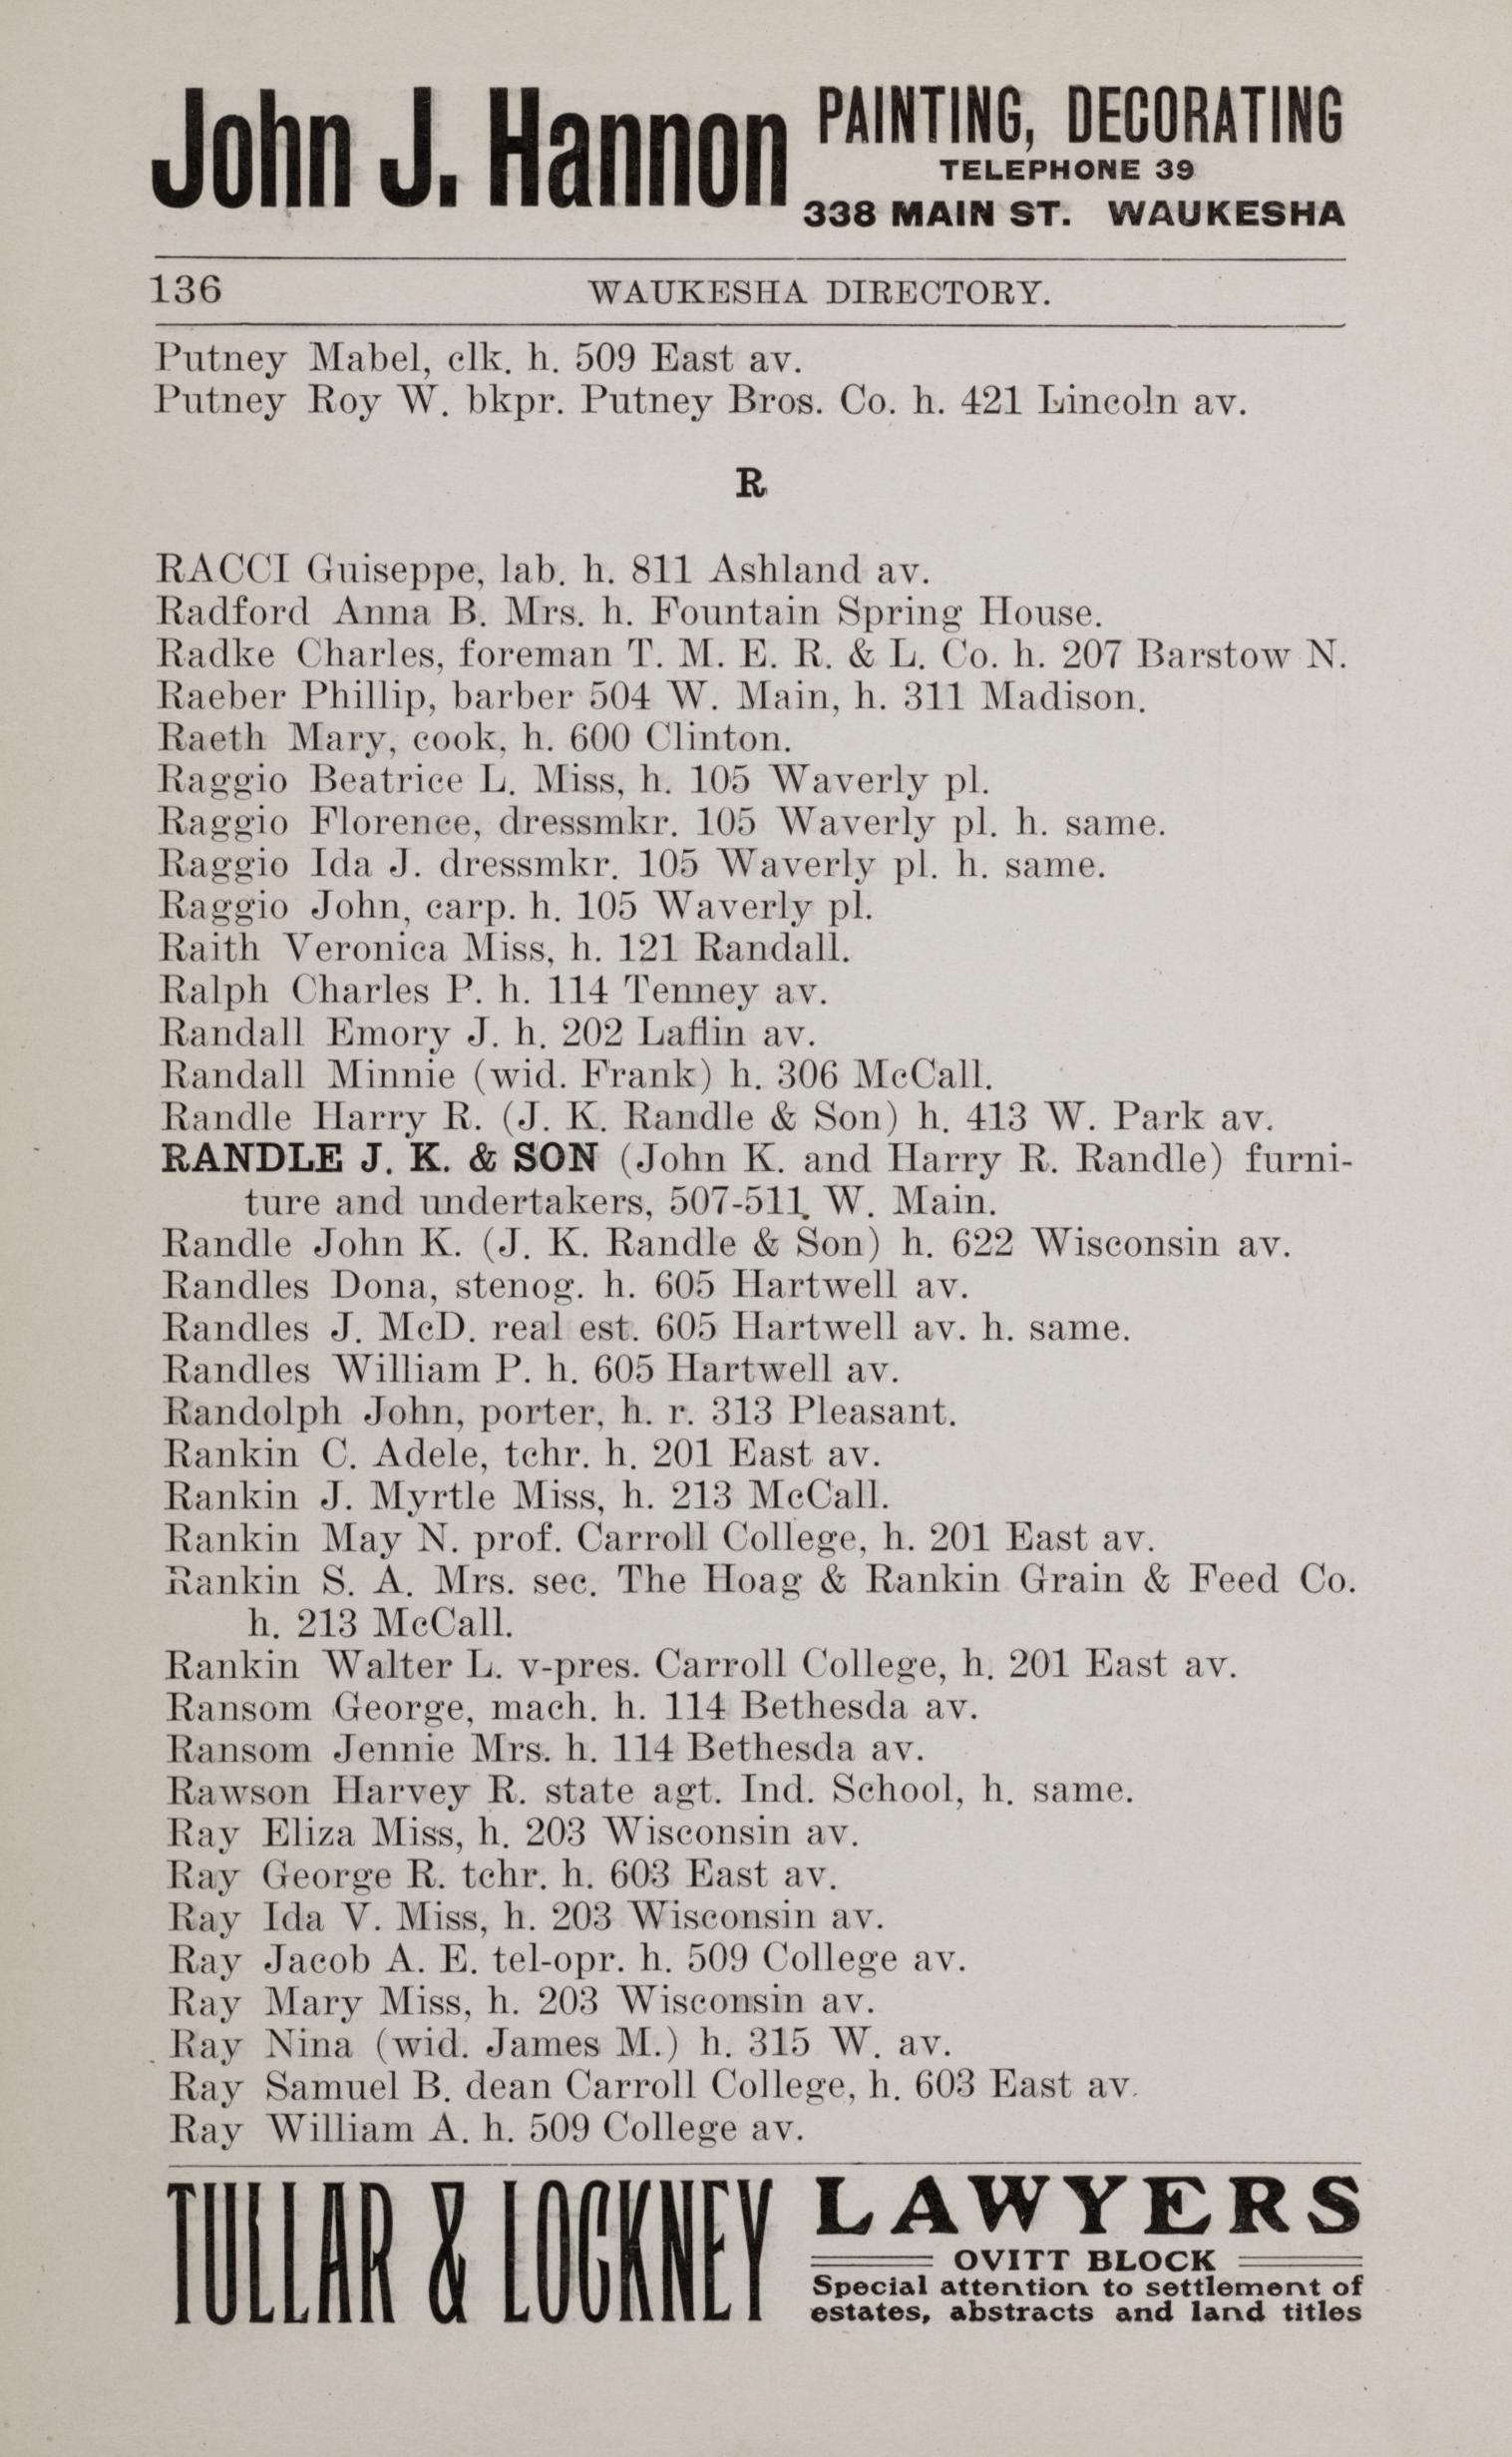 John J. Hannon
PAINTING, DECORATING
TELEPHONE 39
338 MAIN ST. WAUKESHA
136
WAUKESHA DIRECTORY.
Putney Mabel, clk. h. 509 East av.
Putney Roy W. bkpr. Putney Bros. Co. h. 421 Lincoln av.
R
RACCI Guiseppe, lab. h. 811 Ashland av.
Radford Anna B. Mrs. h. Fountain Spring House.
Radke Charles, foreman T. M. E. R. & L. Co. h. 207 Barstow N.
Raeber Phillip, barber 504 W. Main, h. 311 Madison.
Raeth Mary, cook, h. 600 Clinton.
Raggio Beatrice L. Miss, h. 105 Waverly pl.
Raggio Florence, dressmkr. 105 Waverly pl. h. same.
Raggio Ida J. dressmkr. 105 Waverly pl. h. same.
Raggio John, carp. h. 105 Waverly pl.
Raith Veronica Miss, h. 121 Randall.
Ralph Charles P. h. 114 Tenney av.
Randall Emory J. h. 202 Laflin av.
Randall Minnie (wid. Frank) h. 306 McCall.
Randle Harry R. (J. K. Randle & Son) h. 413 W. Park av.
RANDLE J. K. & SON (John K. and Harry R. Randle) furni-
ture and undertakers, 507-511 W. Main.
Randle John K. (J. K. Randle & Son) h. 622 Wisconsin av.
Randles Dona, stenog. h. 605 Hartwell av.
Randles J. McD. real est. 605 Hartwell av. h. same.
Randles William P. h. 605 Hartwell av.
Randolph John, porter, h. r. 313 Pleasant.
Rankin C. Adele, tchr. h. 201 East av.
Rankin J. Myrtle Miss, h. 213 McCall.
Rankin May N. prof. Carroll College, h. 201 East av.
Rankin S. A. Mrs. sec. The Hoag & Rankin Grain & Feed Co.
h. 213 McCall.
Rankin Walter L. v-pres. Carroll College, h. 201 East av.
Ransom George, mach. h. 114 Bethesda av.
Ransom Jennie Mrs. h. 114 Bethesda av.
Rawson Harvey R. state agt. Ind. School, h. same.
Ray Eliza Miss, h. 203 Wisconsin av.
Ray George R. tchr. h. 603 East av.
Ray Ida V. Miss, h. 203 Wisconsin av.
Ray Jacob A. E. tel-opr. h. 509 College av.
Ray Mary Miss, h. 203 Wisconsin av.
Ray Nina (wid. James M.) h. 315 W. av.
Ray Samuel B. dean Carroll College, h. 603 East av.
Ray William A. h. 509 College av.
TULLAR & LOCKNEY
LAWYERS
OVITT BLOCK
Special attention to settlement of
estates, abstracts and land titles